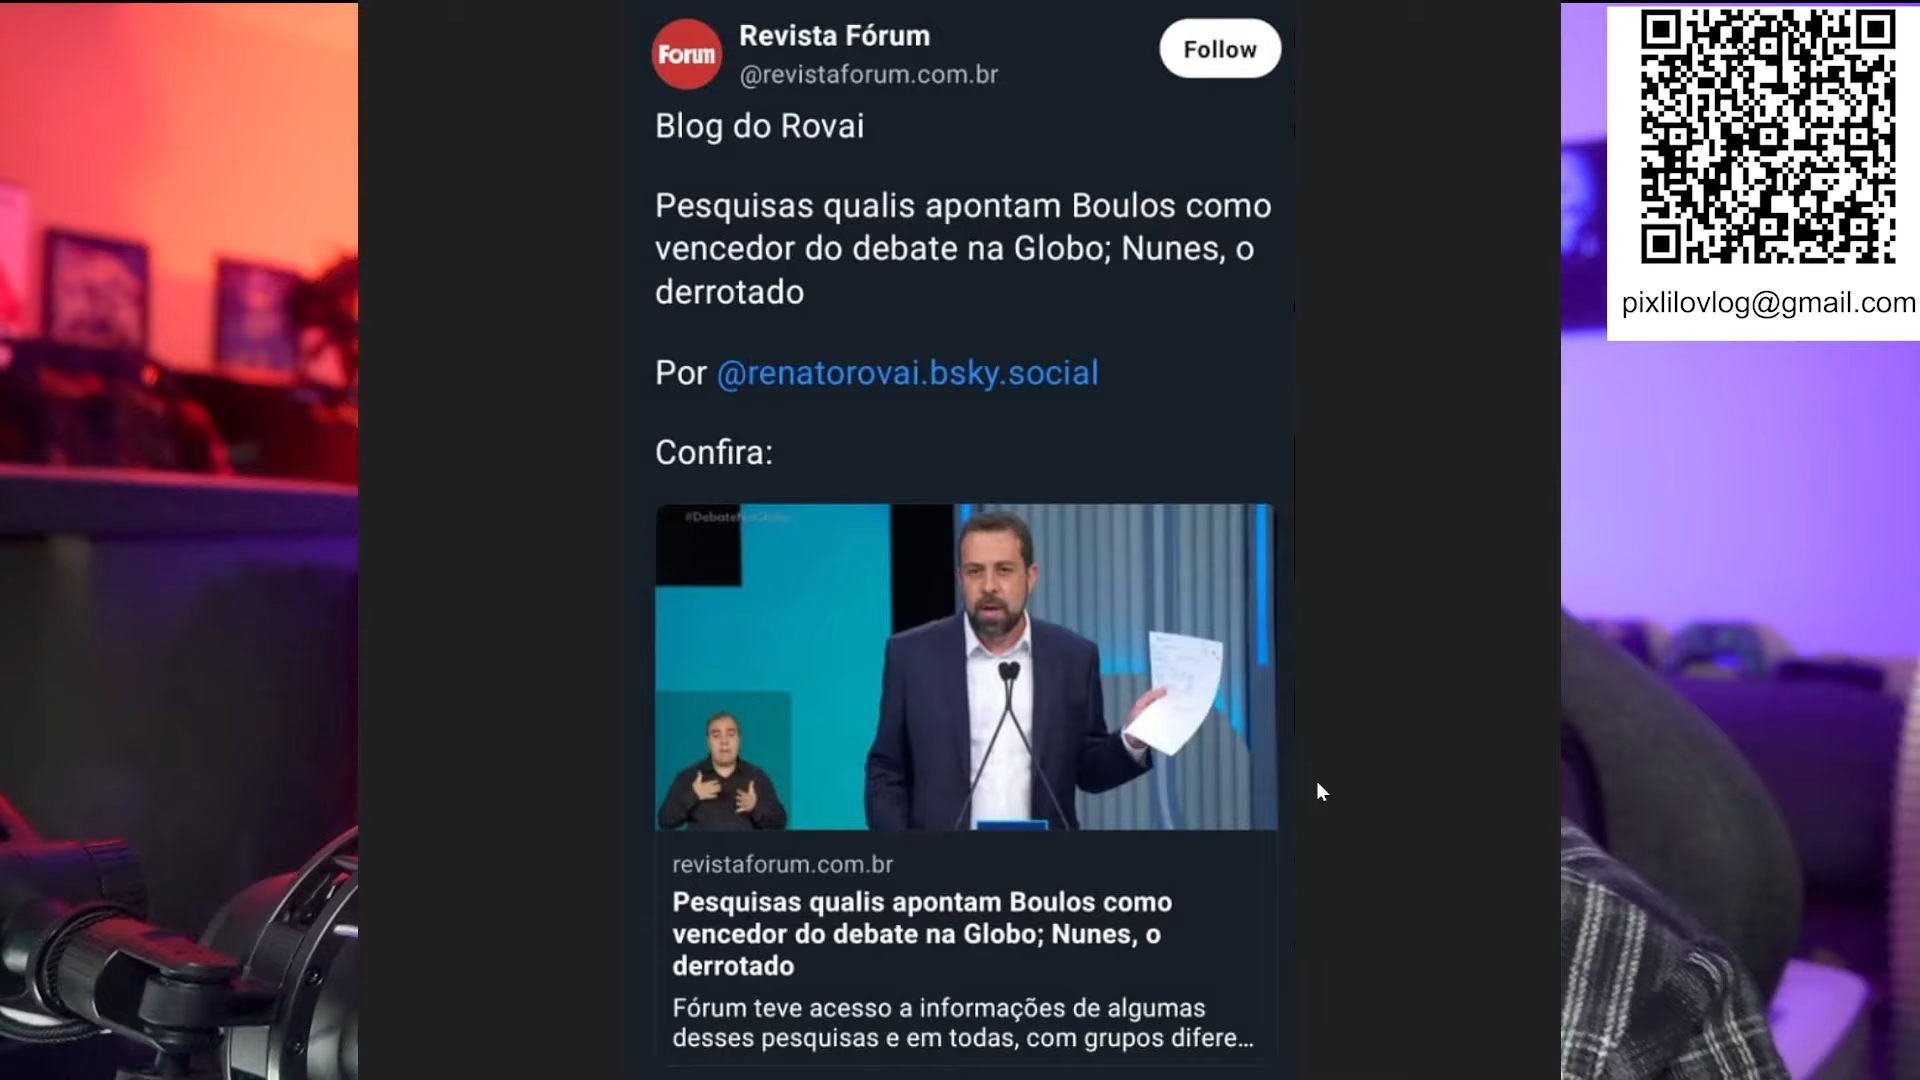 Forum
Revista Fórum
@revistaforum.com.br
Follow
Blog do Rovai
Pesquisas qualis apontam Boulos como
vencedor do debate na Globo; Nunes, o
derrotado
Por @renatorovai.bsky.social
Confira:
#DebateNaGlobo
revistaforum.com.br
Pesquisas qualis apontam Boulos como
vencedor do debate na Globo; Nunes, o
derrotado
Fórum teve acesso a informações de algumas
desses pesquisas e em todas, com grupos difere...
pixlilovlog@gmail.com